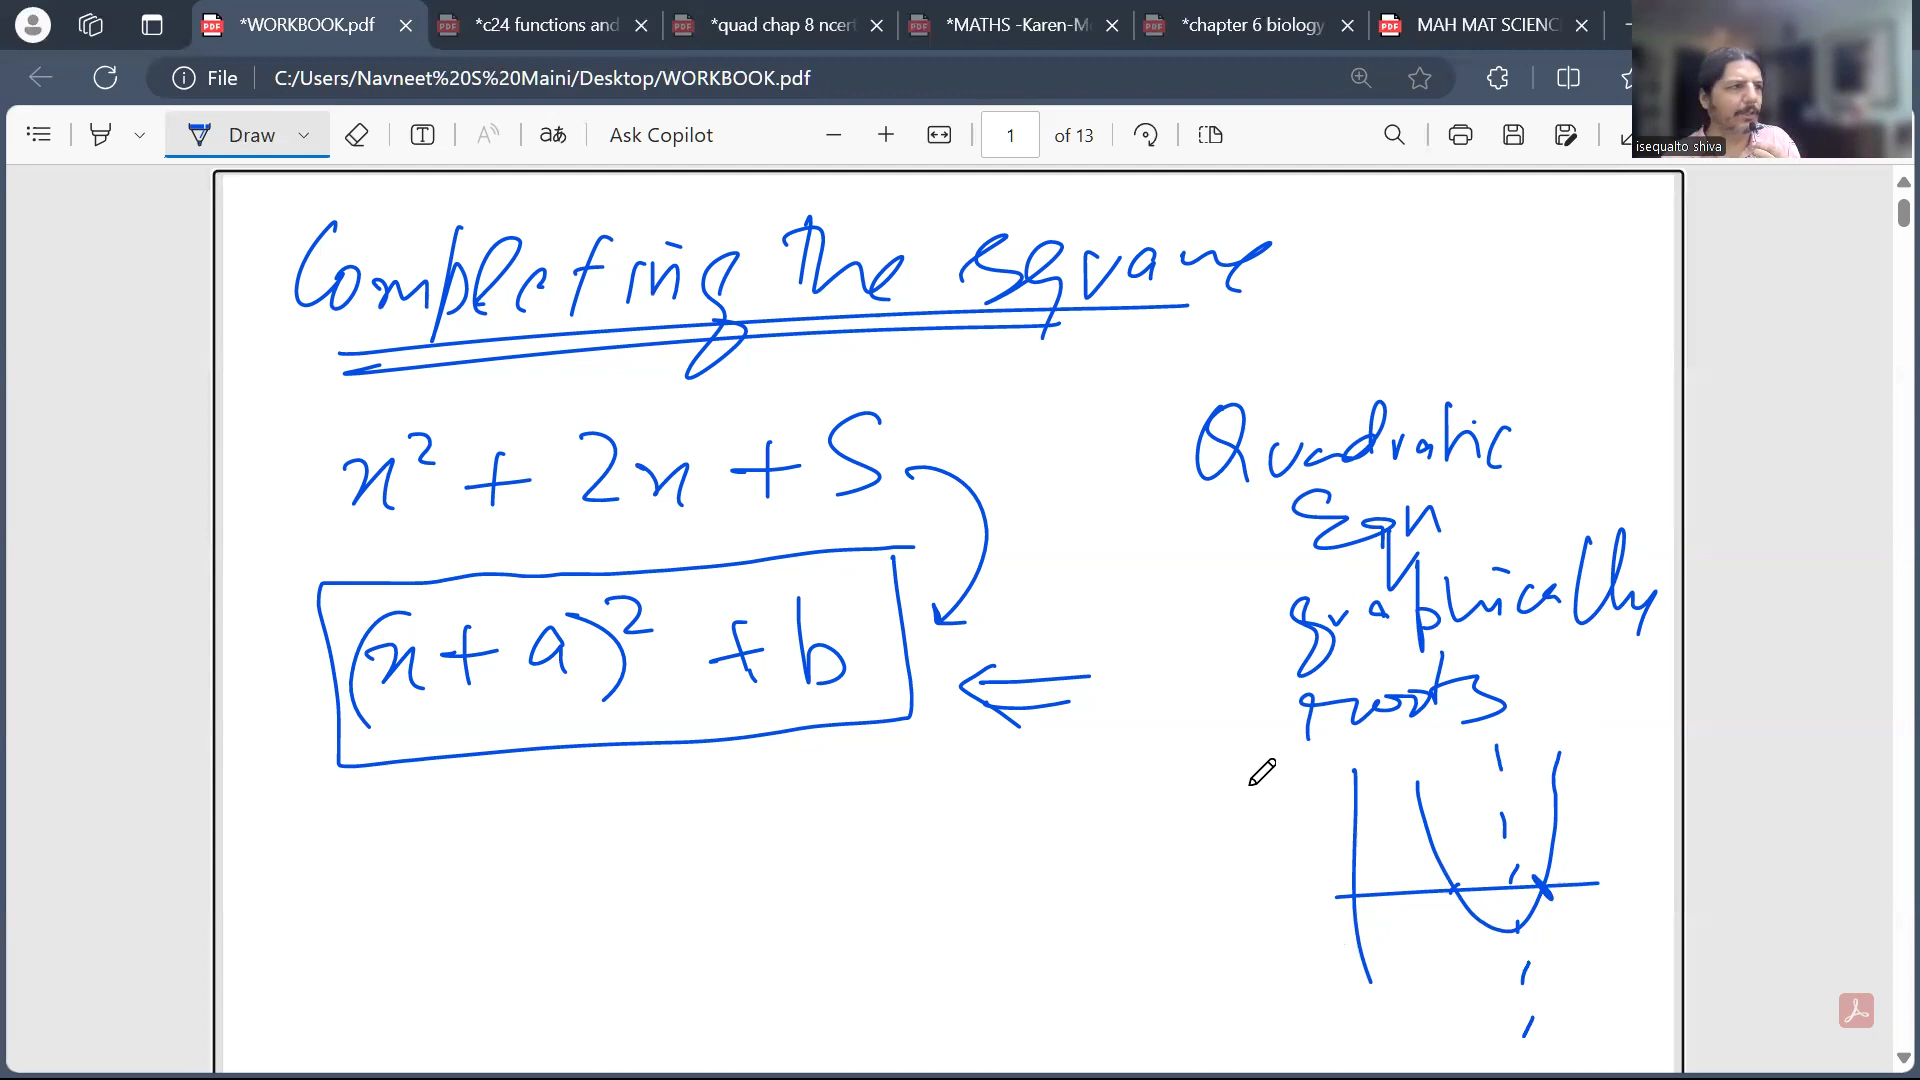 *WORKBOOK.pdf
*c24 functions and
*quad chap 8 ncert
*MATHS -Karen-M
*chapter 6 biology
MAH MAT SCIENC
File
C:/Users/Navneet%20S%20Maini/Desktop/WORKBOOK.pdf
Draw
Ask Copilot
1 of 13
isequalto shiva
Completing the square
x² + 2x + 5
(x + a)² + b
Quadratic
Eqn
graphically
roots